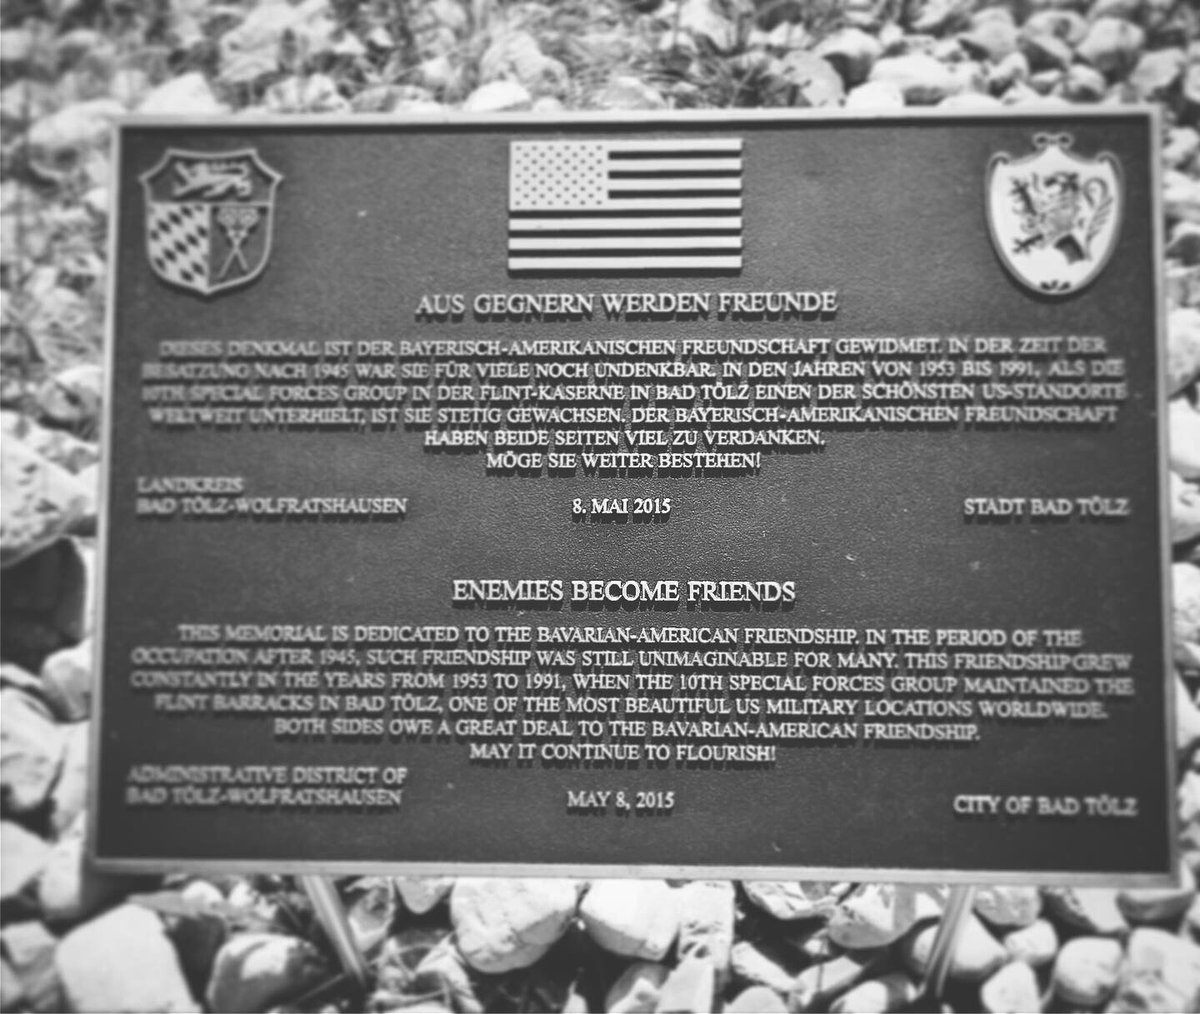 AUS GEGNERN WERDEN FREUNDE
DIESES DENKMAL IST DER BAYERISCH-AMERIKANISCHEN FREUNDSCHAFT GEWIDMET. IN DER ZEIT DER
BESATZUNG NACH 1945 WAR SIE FÜR VIELE NOCH UNDENKBAR. IN DEN JAHREN VON 1953 BIS 1991, ALS DIE
10TH SPECIAL FORCES GROUP IN DER FLINT-KASERNE IN BAD TÖLZ EINEN DER SCHÖNSTEN US-STANDORTE
WELTWEIT UNTERHIELT, IST SIE STETIG GEWACHSEN. DER BAYERISCH-AMERIKANISCHEN FREUNDSCHAFT
HABEN BEIDE SEITEN VIEL ZU VERDANKEN.
MÖGE SIE WEITER BESTEHEN!
LANDKREIS
BAD TÖLZ-WOLFRATSHAUSEN 8. MAI 2015 STADT BAD TÖLZ
ENEMIES BECOME FRIENDS
THIS MEMORIAL IS DEDICATED TO THE BAVARIAN-AMERICAN FRIENDSHIP. IN THE PERIOD OF THE
OCCUPATION AFTER 1945, SUCH FRIENDSHIP WAS STILL UNIMAGINABLE FOR MANY. THIS FRIENDSHIP GREW
CONSTANTLY IN THE YEARS FROM 1953 TO 1991, WHEN THE 10TH SPECIAL FORCES GROUP MAINTAINED THE
FLINT BARRACKS IN BAD TÖLZ, ONE OF THE MOST BEAUTIFUL US MILITARY LOCATIONS WORLDWIDE.
BOTH SIDES OWE A GREAT DEAL TO THE BAVARIAN-AMERICAN FRIENDSHIP.
MAY IT CONTINUE TO FLOURISH!
ADMINISTRATIVE DISTRICT OF
BAD TÖLZ-WOLFRATSHAUSEN MAY 8, 2015 CITY OF BAD TÖLZ